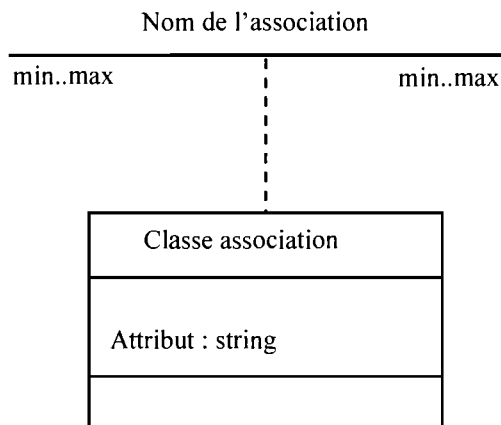 Nom de l'association
min..max
min..max
Classe association
Attribut : string